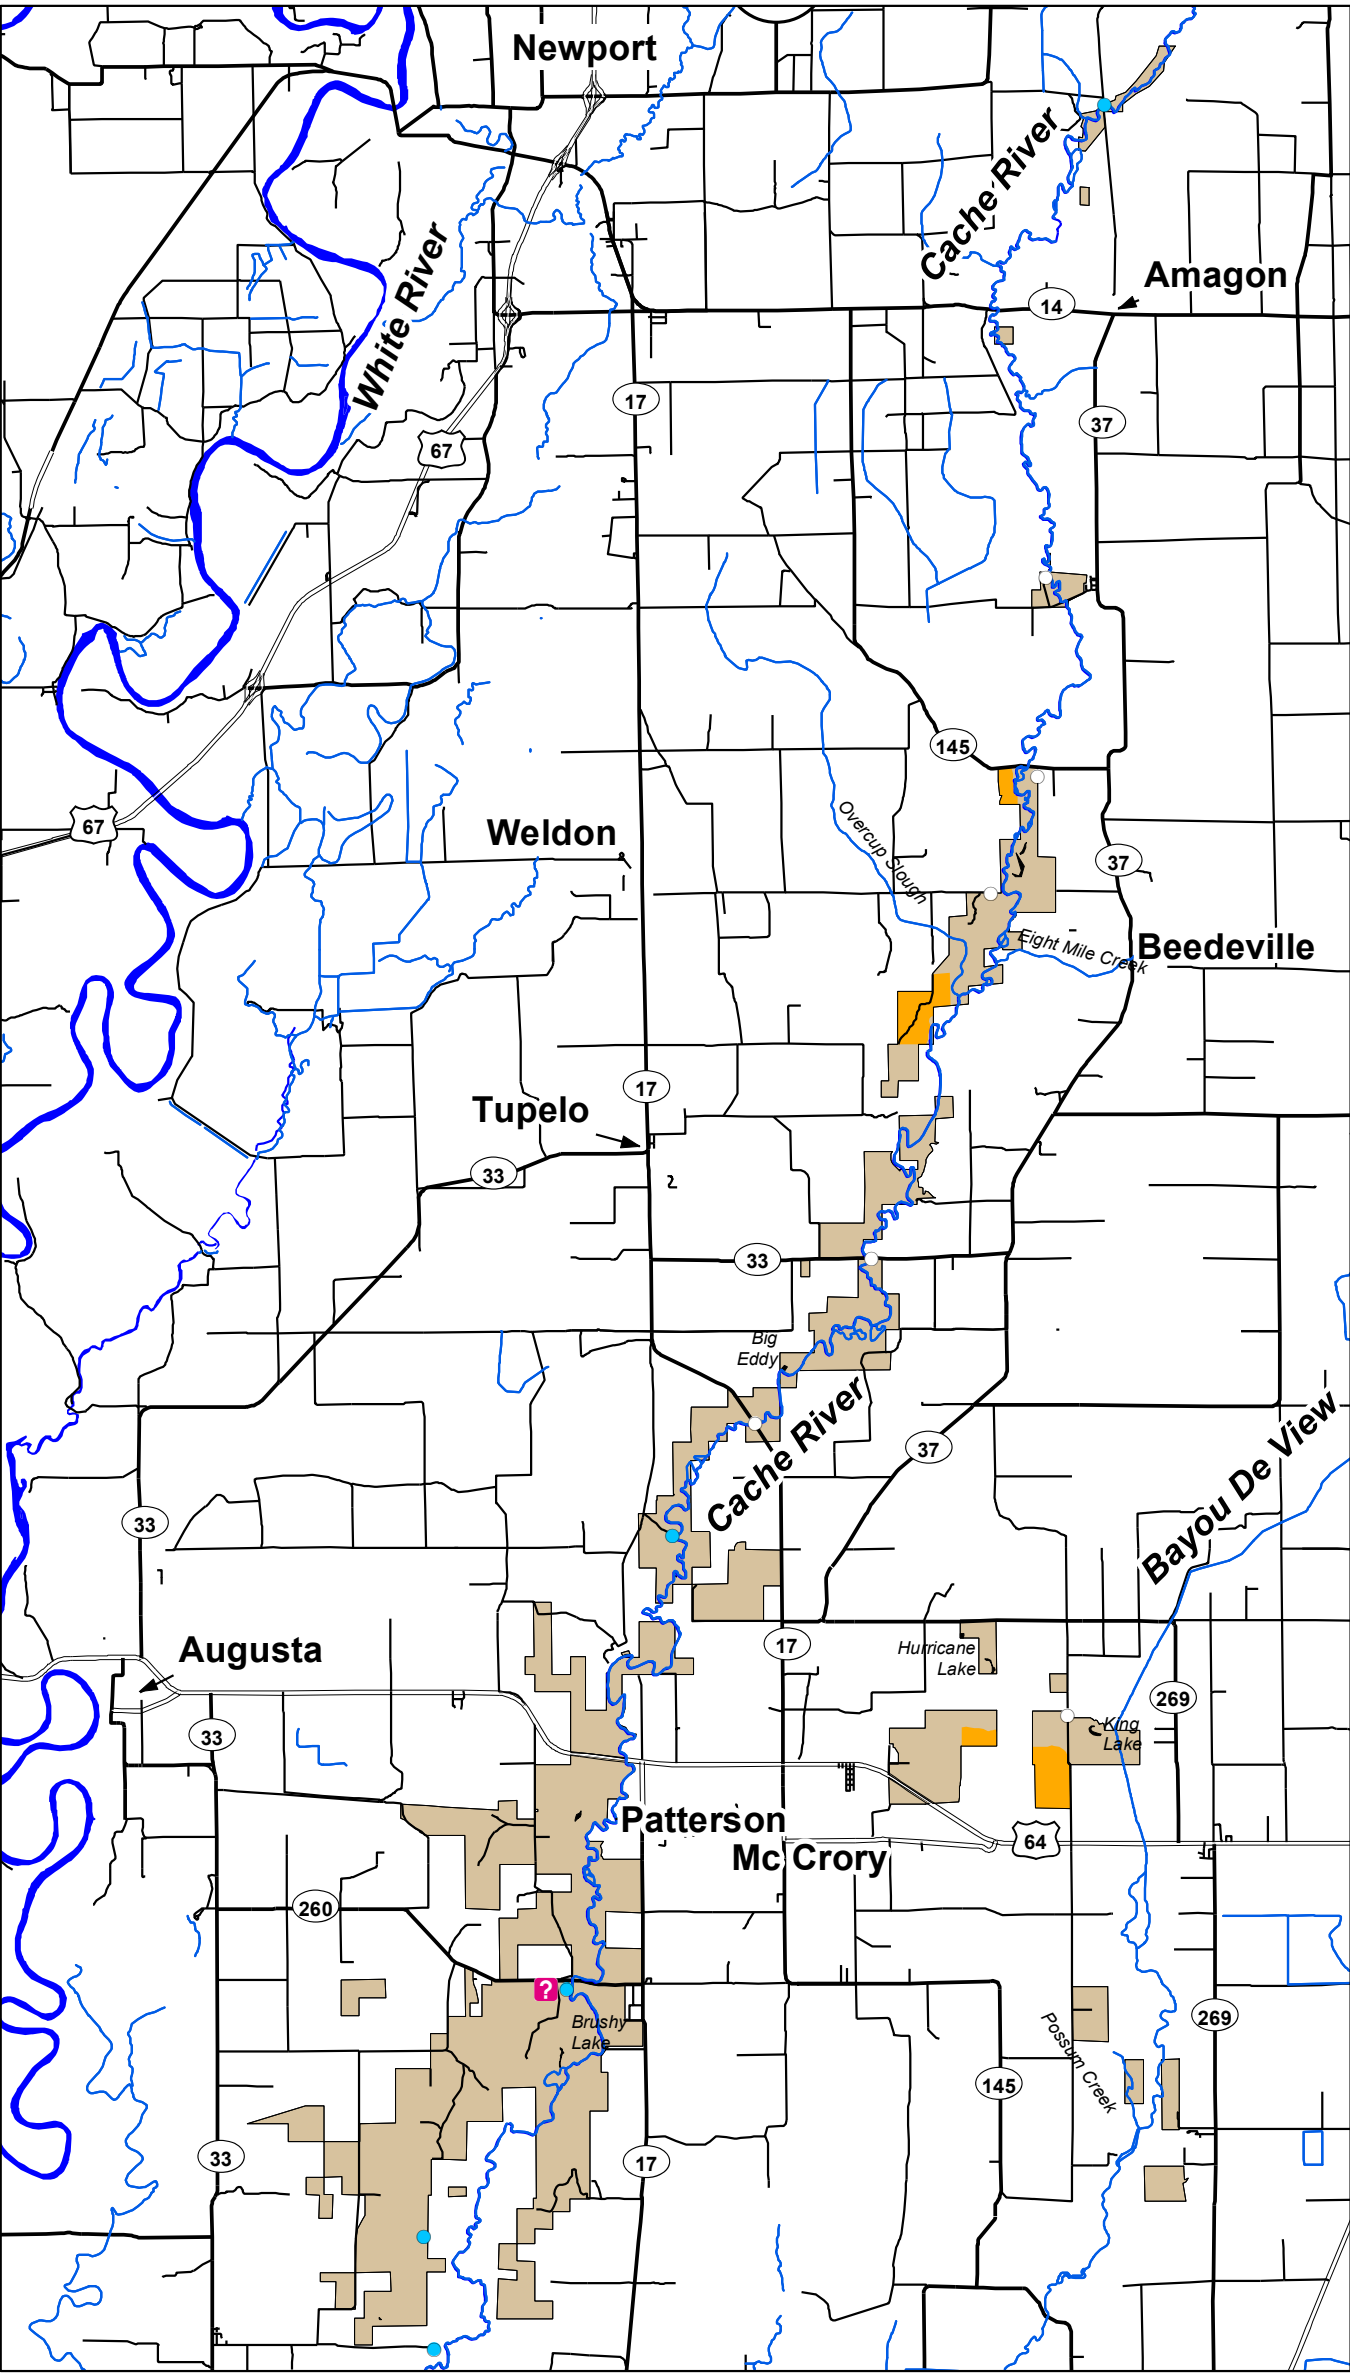 Newport
Cache River
Amagon
14
White River
17
37
67
145
67
Weldon
Overcup Slough
37
Eight Mile Creek
Beedeville
17
Tupelo
33
33
Big
Eddy
Cache River
37
Bayou De View
33
Augusta
17
Hurricane
Lake
269
33
King
Lake
Patterson
64
Mc Crory
260
?
Brushy
Lake
269
Possum Creek
145
33
17